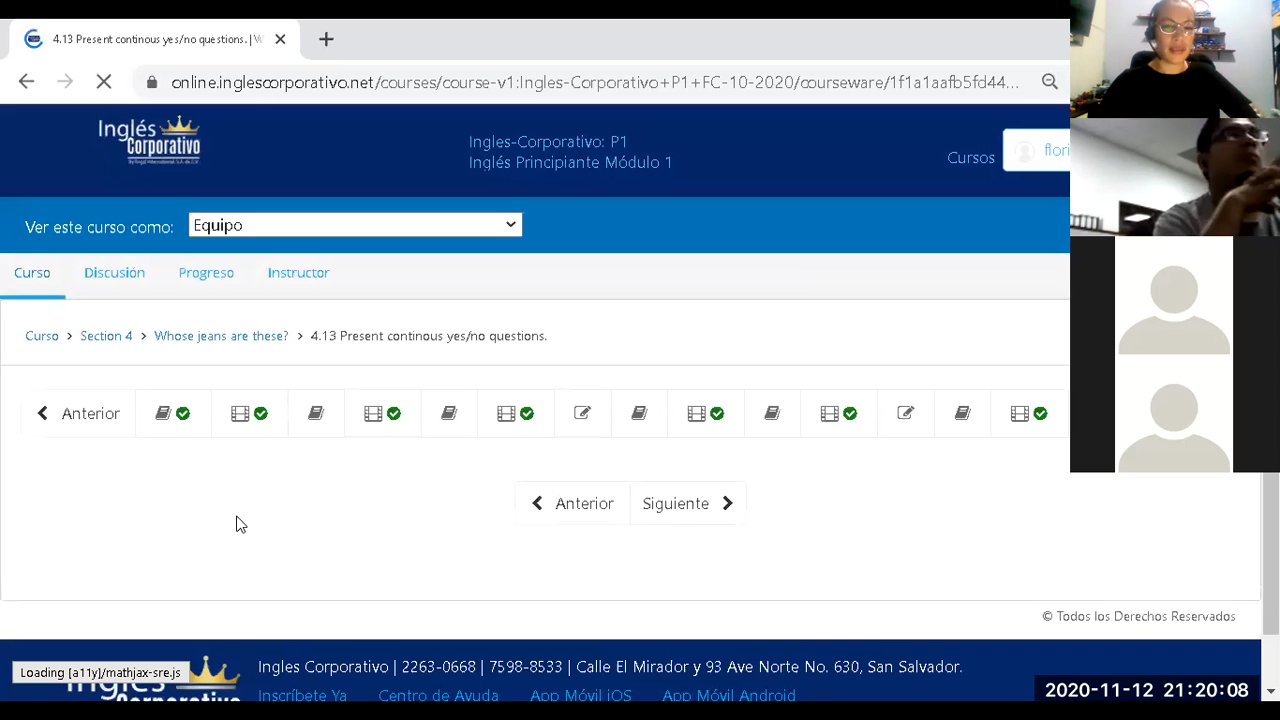 4.13 Present continous yes/no questions. | W
online.inglescorporativo.net/courses/course-v1:Ingles-Corporativo+P1+FC-10-2020/courseware/1f1a1aafb5fd44...
Inglés
Corporativo
Ingles-Corporativo: P1
Inglés Principiante Módulo 1
Cursos
flori
Ver este curso como:
Equipo
Curso
Discusión
Progreso
Instructor
Curso > Section 4 > Whose jeans are these? > 4.13 Present continous yes/no questions.
Anterior
Anterior
Siguiente
© Todos los Derechos Reservados
Loading [a11y]/mathjax-sre.js
Ingles Corporativo | 2263-0668 | 7598-8533 | Calle El Mirador y 93 Ave Norte No. 630, San Salvador.
Inscríbete Ya
Centro de Ayuda
App Móvil iOS
App Móvil Android
2020-11-12 21:20:08